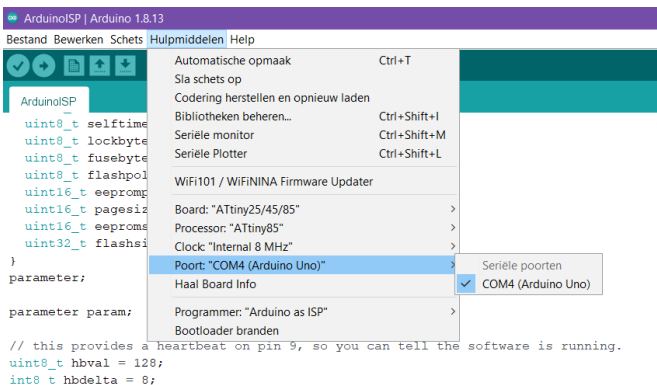 ArduinoISP | Arduino 1.8.13
Bestand Bewerken Schets Hulpmiddelen Help
ArduinoISP
Automatische opmaak Ctrl+T
Sla schets op
Codering herstellen en opnieuw laden
Bibliotheken beheren... Ctrl+Shift+I
Seriële monitor Ctrl+Shift+M
Seriële Plotter Ctrl+Shift+L
WiFi101 / WiFiNINA Firmware Updater
Board: "ATtiny25/45/85"
Processor: "ATtiny85"
Clock: "Internal 8 MHz"
Poort: "COM4 (Arduino Uno)"
Haal Board Info
Programmer: "Arduino as ISP"
Bootloader branden
Seriële poorten
COM4 (Arduino Uno)
uint8_t selftime
uint8_t lockbyte
uint8_t fusebyte
uint8_t flashpol
uint16_t eepromp
uint16_t pagesiz
uint16_t eeproms
uint32_t flashsi
}
parameter;
parameter param;
// this provides a heartbeat on pin 9, so you can tell the software is running.
uint8_t hbval = 128;
int8_t hbdelta = 8;